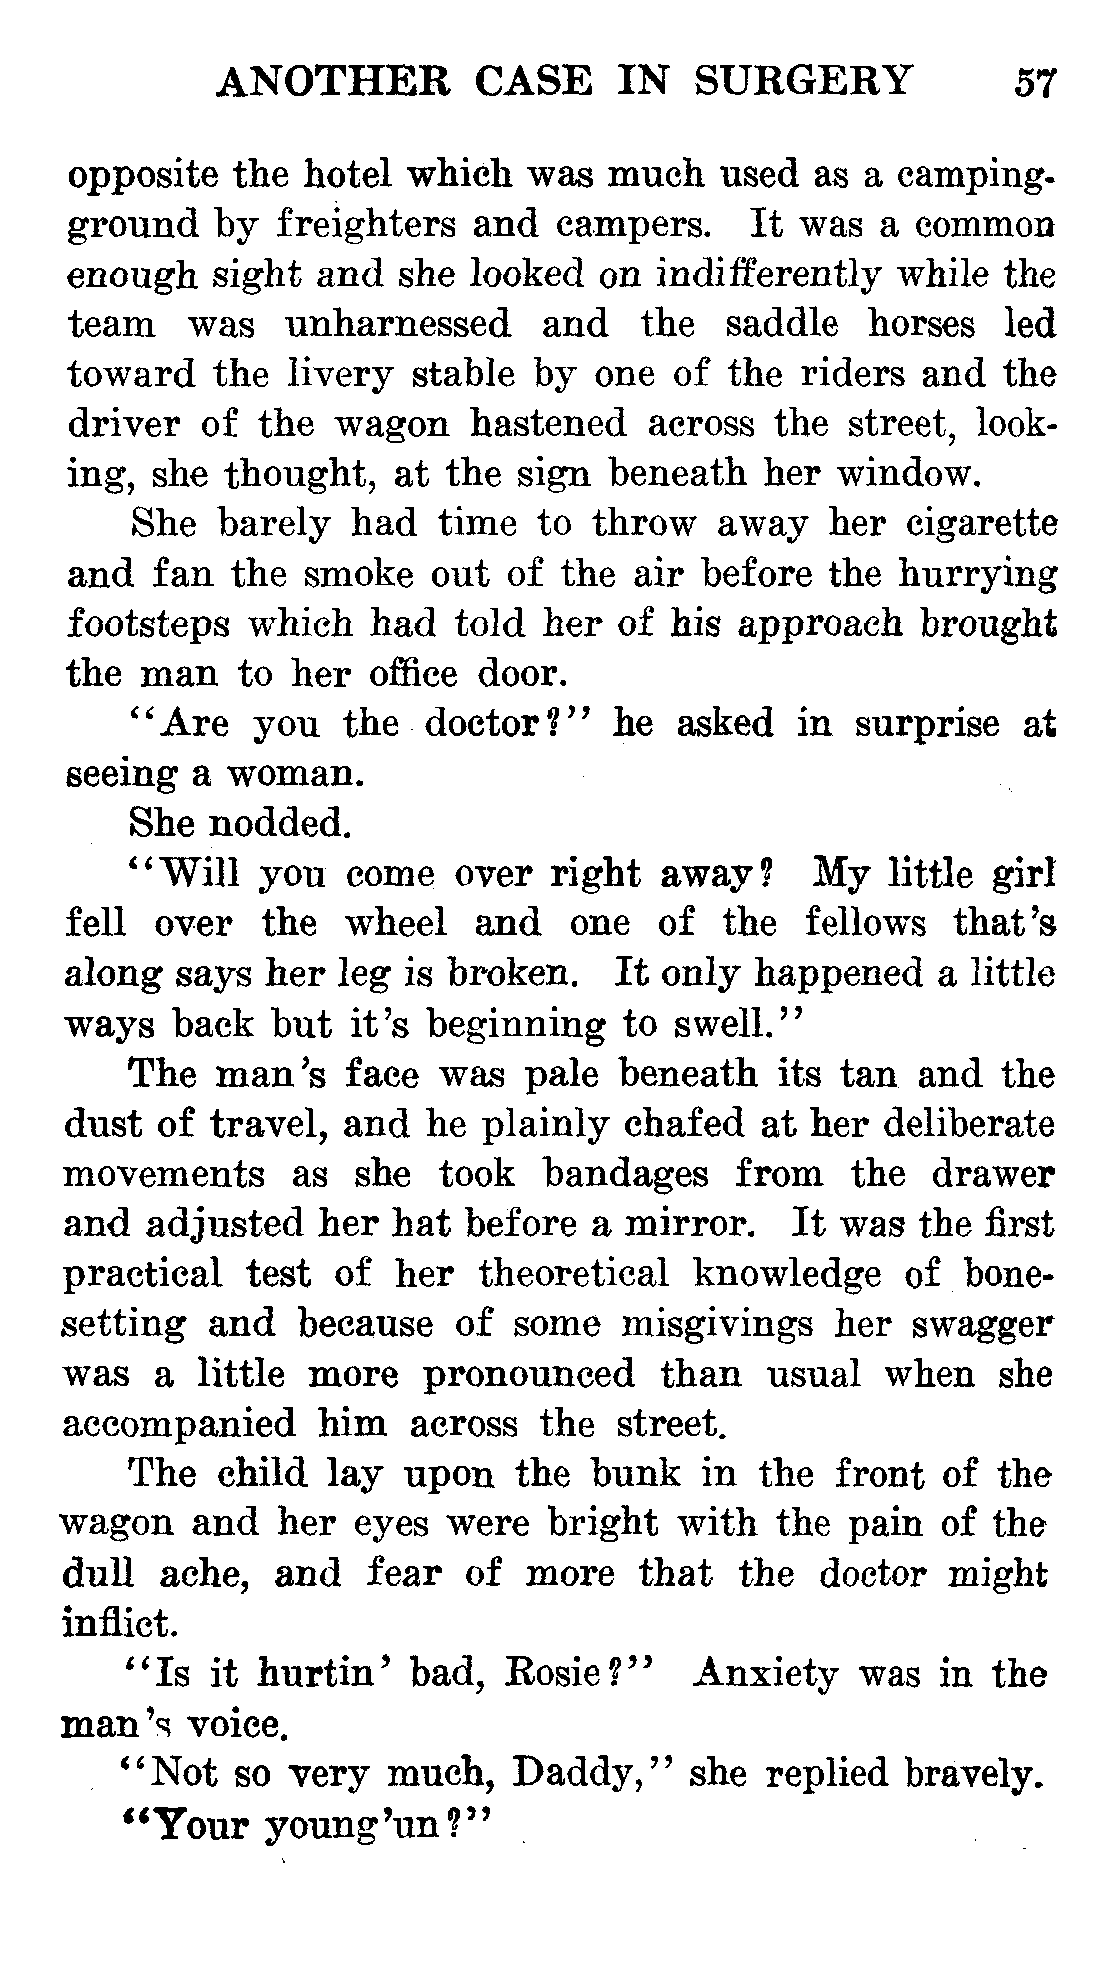 ANOTHER CASE IN SURGERY 57
opposite the hotel which was much used as a camping-
ground by freighters and campers. It was a common
enough sight and she looked on indifferently while the
team was unharnessed and the saddle horses led
toward the livery stable by one of the riders and the
driver of the wagon hastened across the street, look-
ing, she thought, at the sign beneath her window.
She barely had time to throw away her cigarette
and fan the smoke out of the air before the hurrying
footsteps which had told her of his approach brought
the man to her office door.
"Are you the doctor?" he asked in surprise at
seeing a woman.
She nodded.
"Will you come over right away? My little girl
fell over the wheel and one of the fellows that's
along says her leg is broken. It only happened a little
ways back but it's beginning to swell."
The man's face was pale beneath its tan and the
dust of travel, and he plainly chafed at her deliberate
movements as she took bandages from the drawer
and adjusted her hat before a mirror. It was the first
practical test of her theoretical knowledge of bone-
setting and because of some misgivings her swagger
was a little more pronounced than usual when she
accompanied him across the street.
The child lay upon the bunk in the front of the
wagon and her eyes were bright with the pain of the
dull ache, and fear of more that the doctor might
inflict.
"Is it hurtin' bad, Rosie?" Anxiety was in the
man's voice.
"Not so very much, Daddy," she replied bravely.
"Your young'un?"